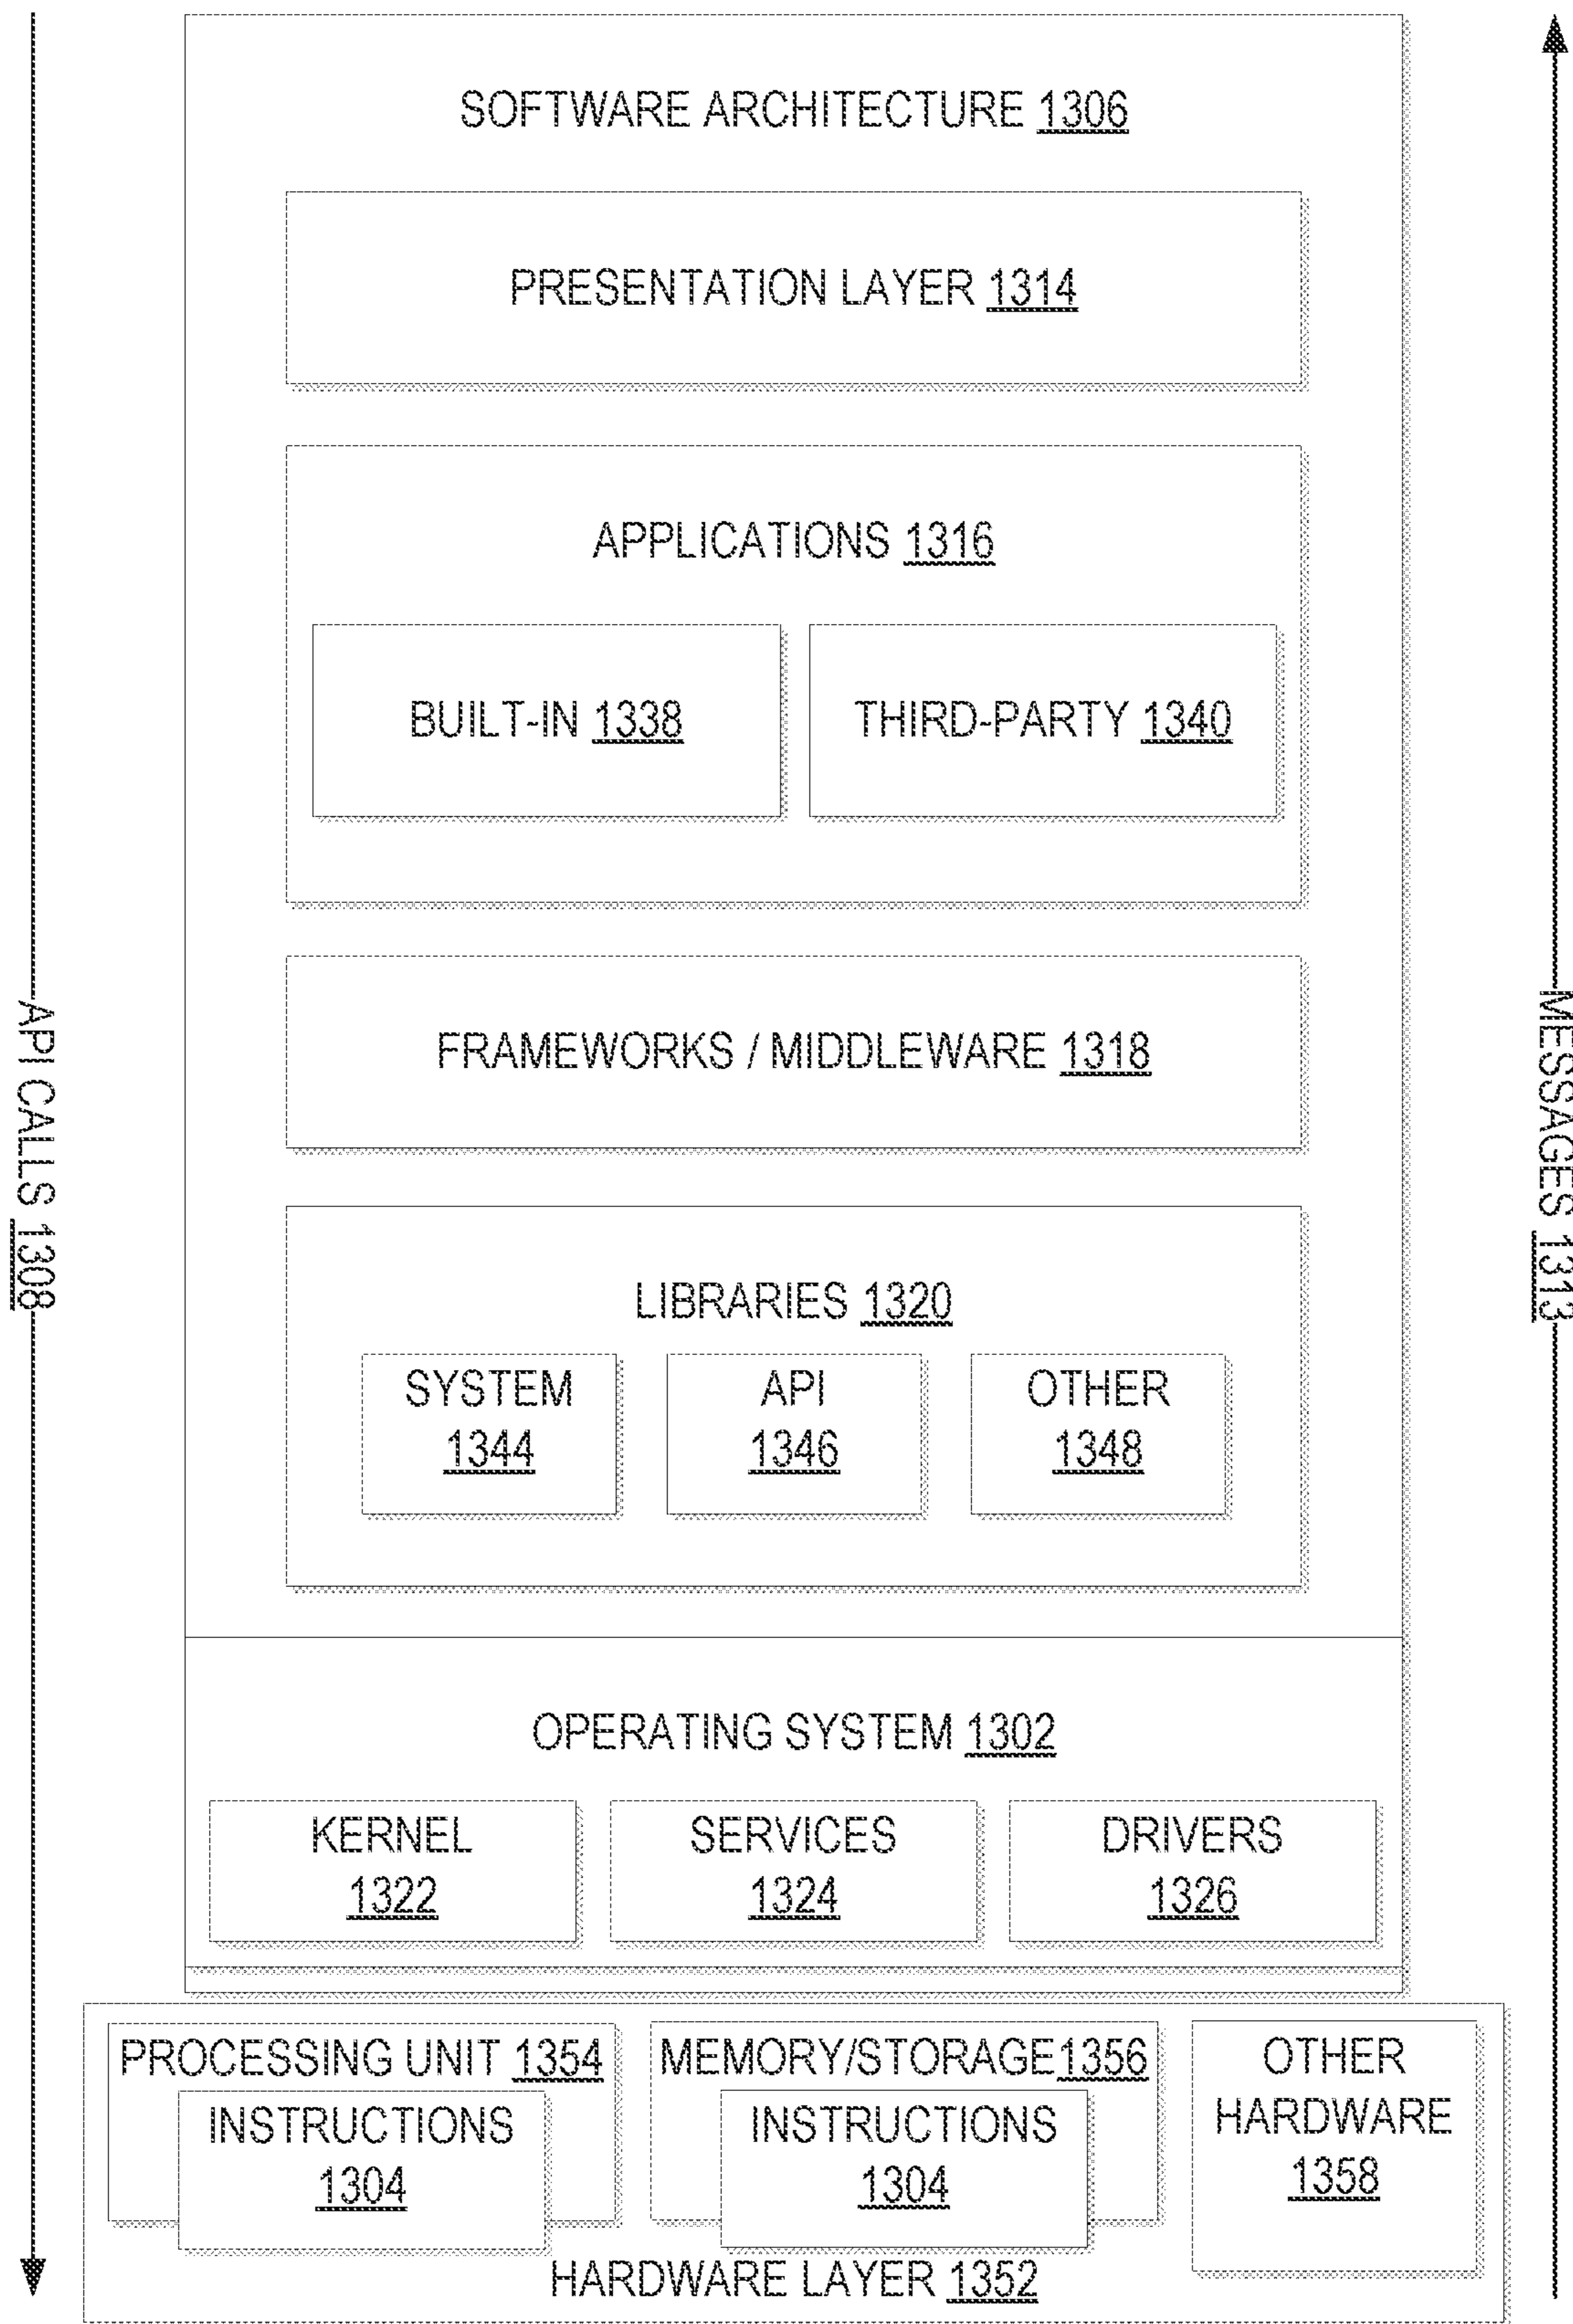 SOFTWARE ARCHITECTURE 1306
PRESENTATION LAYER 1314
APPLICATIONS 1316
BUILT-IN 1338
THIRD-PARTY 1340
FRAMEWORKS / MIDDLEWARE 1318
LIBRARIES 1320
SYSTEM
1344
API
1346
OTHER
1348
OPERATING SYSTEM 1302
KERNEL
1322
SERVICES
1324
DRIVERS
1326
PROCESSING UNIT 1354
INSTRUCTIONS
1304
MEMORY/STORAGE1356
INSTRUCTIONS
1304
OTHER
HARDWARE
1358
HARDWARE LAYER 1352
API CALLS 1308
MESSAGES 1313